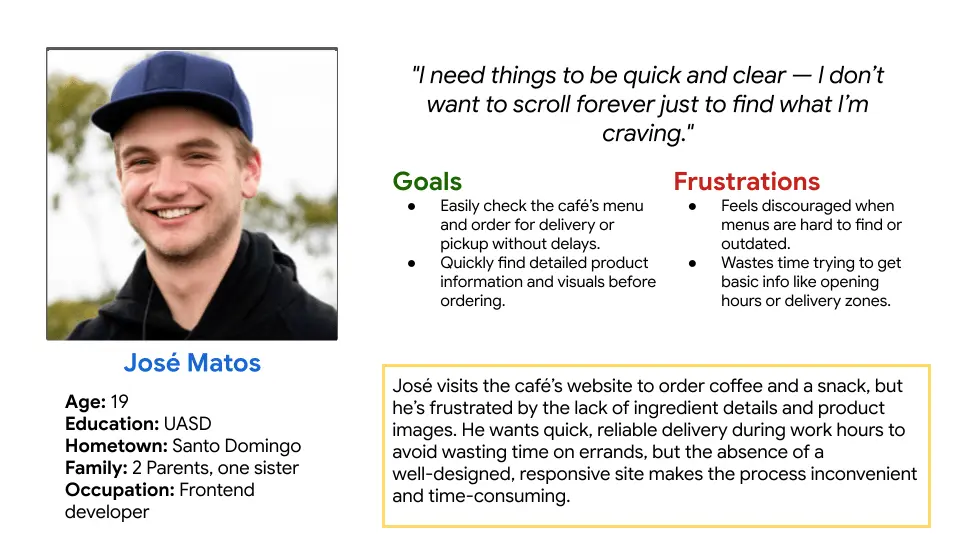 "I need things to be quick and clear — I don’t
want to scroll forever just to find what I’m
craving."
Goals
● Easily check the café’s menu
and order for delivery or
pickup without delays.
● Quickly find detailed product
information and visuals before
ordering.
Frustrations
● Feels discouraged when
menus are hard to find or
outdated.
● Wastes time trying to get
basic info like opening
hours or delivery zones.
José Matos
Age: 19
Education: UASD
Hometown: Santo Domingo
Family: 2 Parents, one sister
Occupation: Frontend
developer
José visits the café’s website to order coffee and a snack, but
he’s frustrated by the lack of ingredient details and product
images. He wants quick, reliable delivery during work hours to
avoid wasting time on errands, but the absence of a
well-designed, responsive site makes the process inconvenient
and time-consuming.